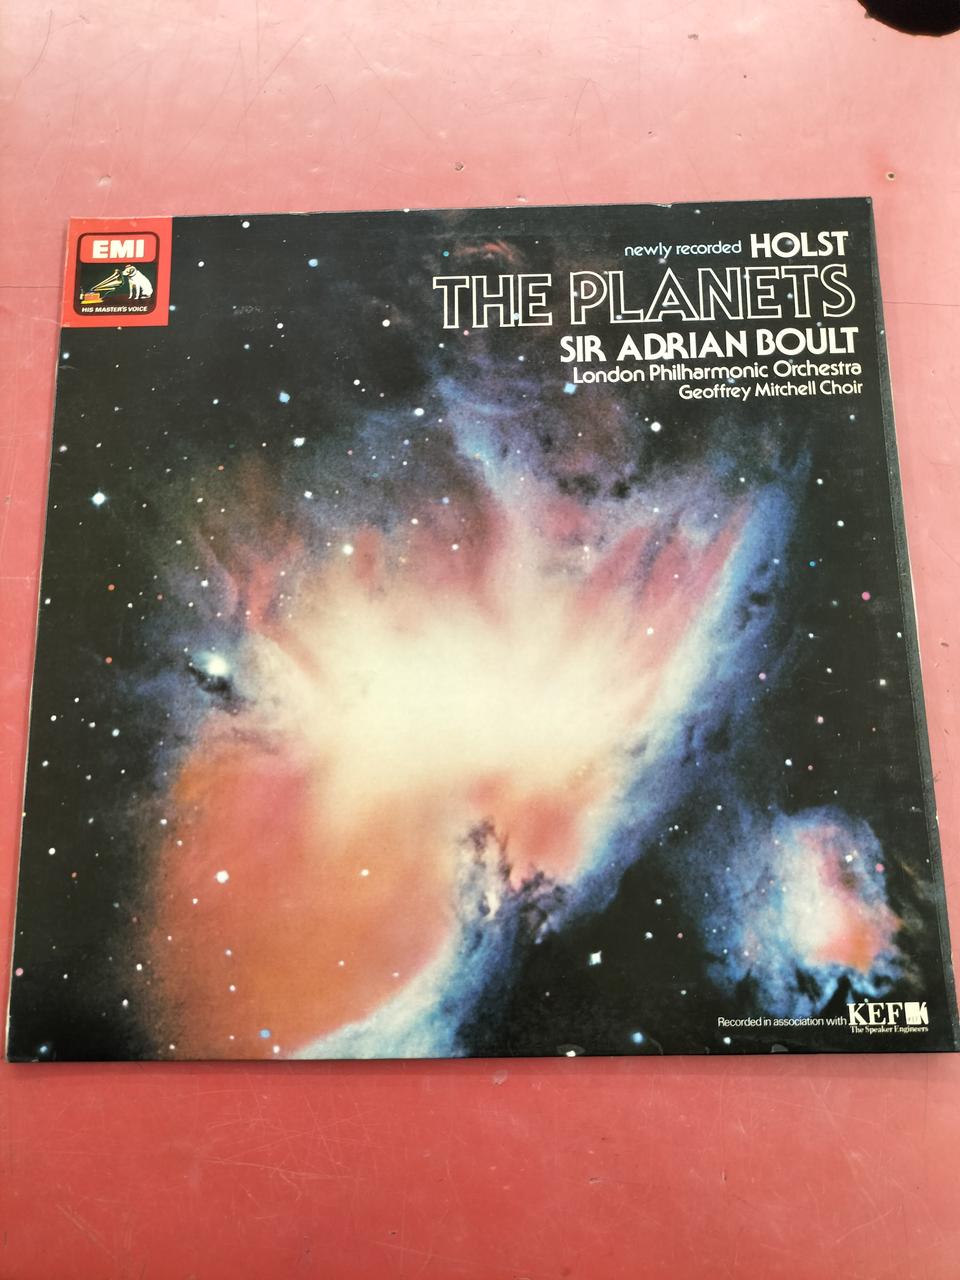 EMI
HIS MASTER'S VOICE
newly recorded HOLST
THE PLANETS
SIR ADRIAN BOULT
London Philharmonic Orchestra
Geoffrey Mitchell Choir
Recorded in association with KEF
The Speaker Engineers